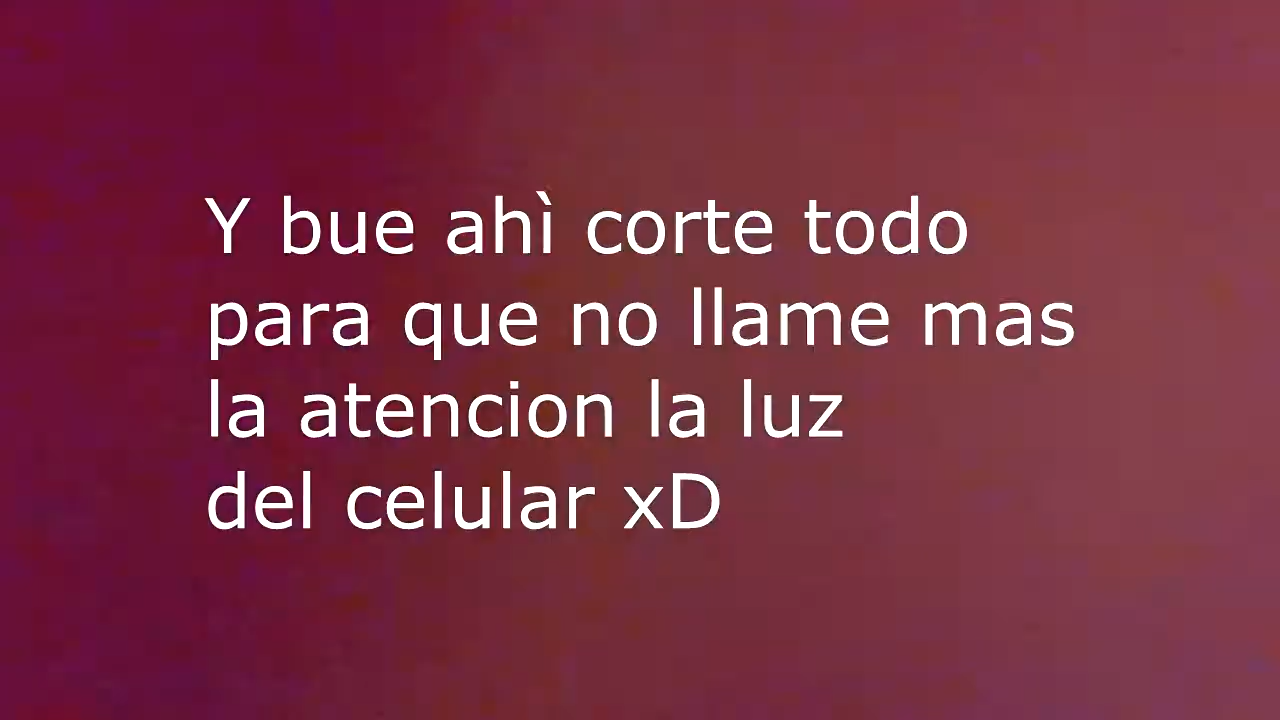 Y bue ahì corte todo
para que no llame mas
la atencion la luz
del celular xD